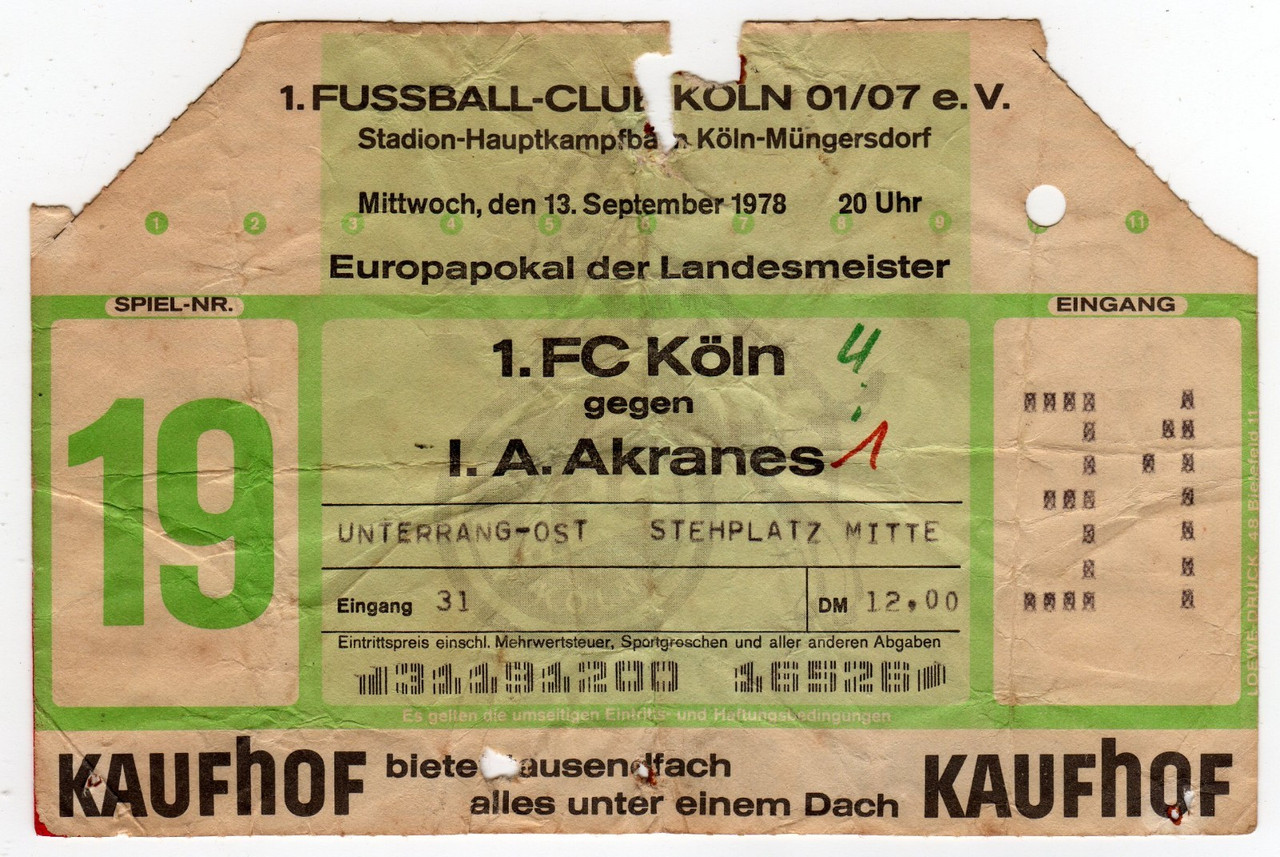 1. FUSSBALL-CLUB KÖLN 01/07 e.V.
Stadion-Hauptkampfbahn Köln-Müngersdorf
Mittwoch, den 13. September 1978 20 Uhr
1 2 3 4 5 6 7 8 9 11
Europapokal der Landesmeister
SPIEL-NR.
19
1. FC Köln 4
gegen :
I. A. Akranes 1
UNTERRANG-OST STEHPLATZ MITTE
Eingang 31
DM 12,00
Eintrittspreis einschl. Mehrwertsteuer, Sportgroschen und aller anderen Abgaben
131191200 165260
Es gelten die umseitigen Eintritts- und Haftungsbedingungen
EINGANG
31
LOEWE-DRUCK, 48 Bielefeld 11
KAUFhOF bietet tausendfach
alles unter einem Dach KAUFhOF